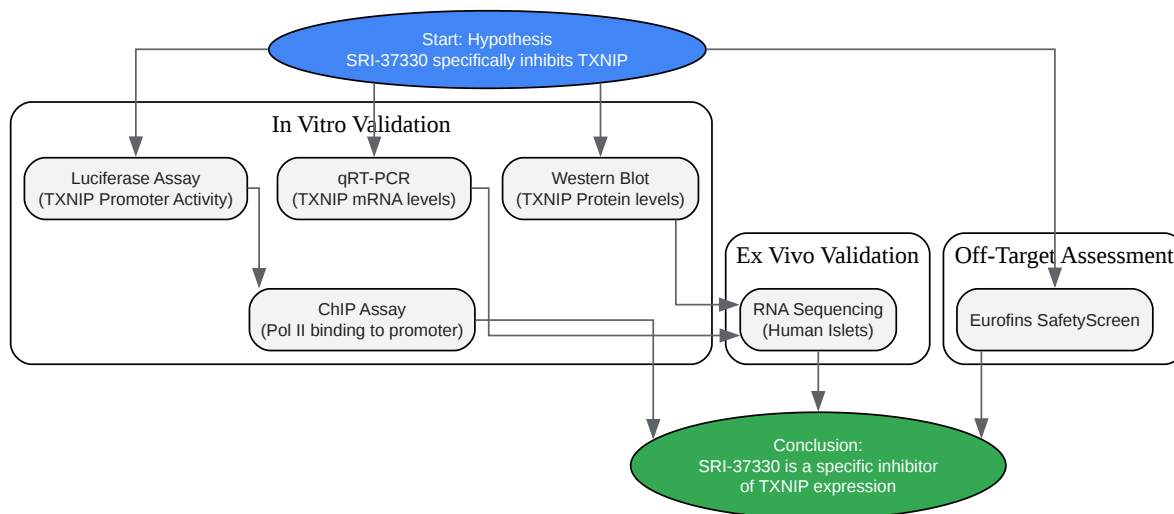 Start: Hypothesis
SRI-37330 specifically inhibits TXNIP
In Vitro Validation
Luciferase Assay
(TXNIP Promoter Activity)
qRT-PCR
(TXNIP mRNA levels)
Western Blot
(TXNIP Protein levels)
Ex Vivo Validation
Off-Target Assessment
ChIP Assay
(Pol II binding to promoter)
RNA Sequencing
(Human Islets)
Eurofins SafetyScreen
Conclusion:
SRI-37330 is a specific inhibitor
of TXNIP expression